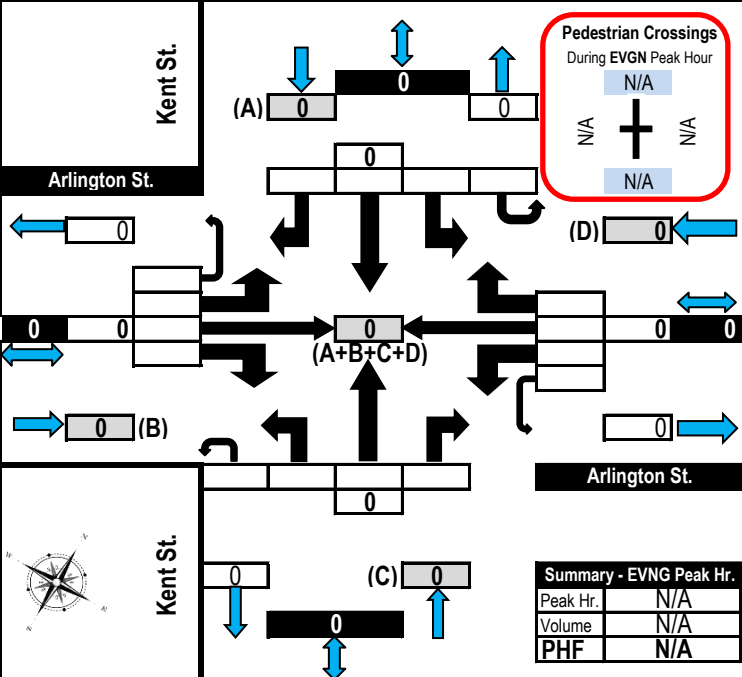 Kent St.
(A)
0
0
0
Pedestrian Crossings
During EVGN Peak Hour
N/A
N/A
N/A
N/A
Arlington St.
0
0
(D)
0
0
0
0
(A+B+C+D)
0
0
0
(B)
0
Arlington St.
0
Kent St.
0
(C)
0
0
Summary - EVNG Peak Hr.
Peak Hr. N/A
Volume N/A
PHF N/A